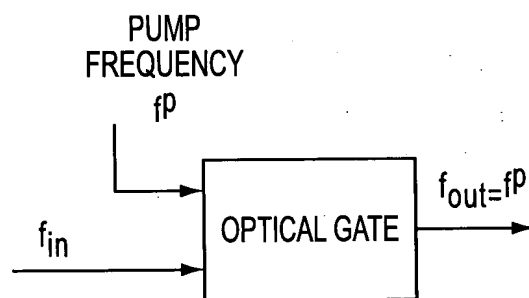 PUMP
FREQUENCY
fp
fin
OPTICAL GATE
fout=fp